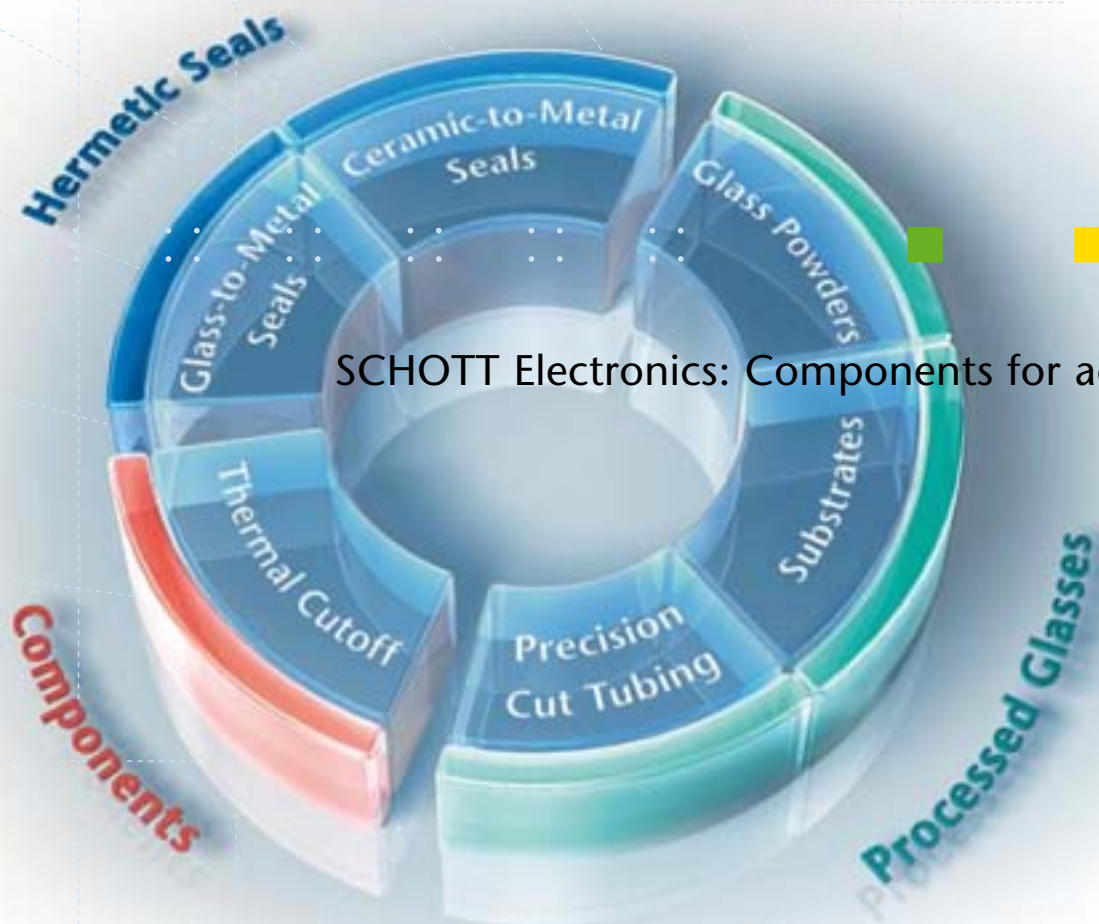 Hermetic Seals
Ceramic-to-Metal
Seals
Glass Powders
Glass-to-Metal
Seals
SCHOTT Electronics: Components for
Substrates
Thermal Cutoff
Precision
Cut Tubing
Components
Processed Glasses